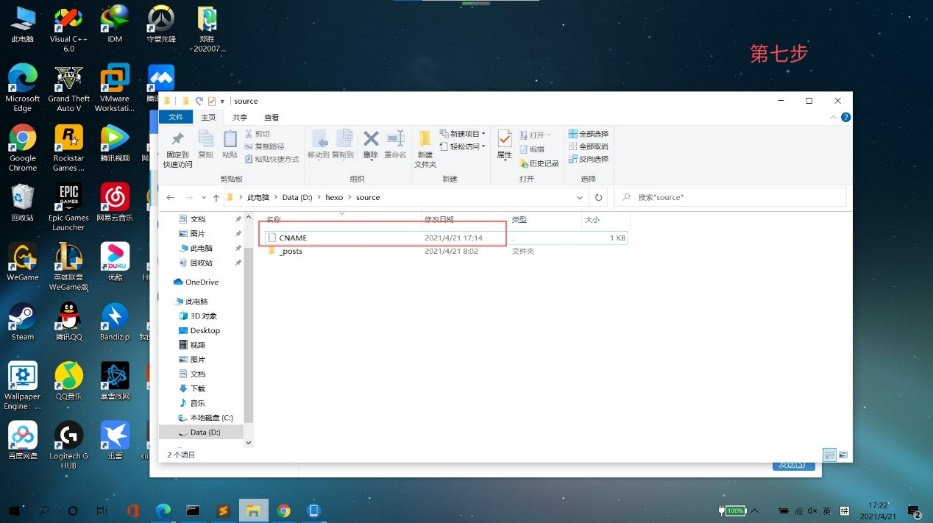 此电脑
Visual C++ 6.0
IDM
守望先锋
郑胜
+202007...
第七步
Microsoft Edge
Grand Theft Auto V
VMware Workstati...
Google Chrome
Rockstar Games ...
腾讯视频
回收站
Epic Games Launcher
网易云音乐
WeGame
英雄联盟 WeGame版
优酷
Steam
腾讯QQ
Bandizip
Wallpaper Engine: ...
QQ音乐
暴雪战网
百度网盘
Logitech G HUB
迅雷
source
文件 主页 共享 查看
固定到快速访问
复制
粘贴
剪切
复制路径
粘贴快捷方式
移动到
复制到
删除
重命名
新建文件夹
新建项目
轻松访问
属性
打开
编辑
历史记录
全部选择
全部取消
反向选择
剪贴板 组织 新建 打开 选择
此电脑 > Data (D:) > hexo > source
搜索"source"
名称 修改日期 类型 大小
CNAME 2021/4/21 17:14 1 KB
_posts 2021/4/21 8:02 文件夹
文档
图片
此电脑
回收站
OneDrive
此电脑
3D 对象
Desktop
视频
图片
文档
下载
音乐
本地磁盘 (C:)
Data (D:)
2 个项目
发送(S)
100%
英
17:22
2021/4/21
2